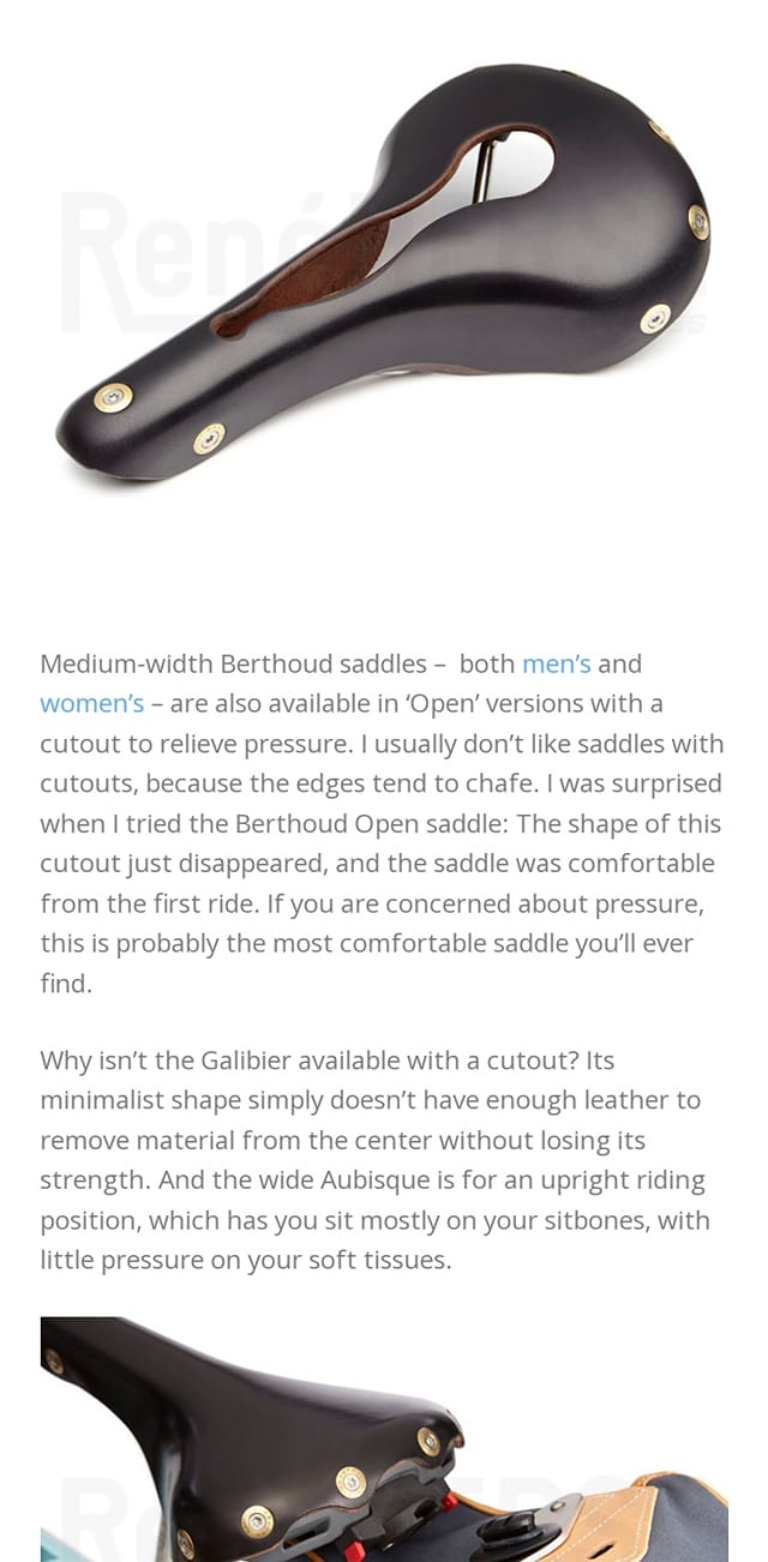 Medium-width Berthoud saddles –  both men’s and
women’s – are also available in ‘Open’ versions with a
cutout to relieve pressure. I usually don’t like saddles with
cutouts, because the edges tend to chafe. I was surprised
when I tried the Berthoud Open saddle: The shape of this
cutout just disappeared, and the saddle was comfortable
from the first ride. If you are concerned about pressure,
this is probably the most comfortable saddle you’ll ever
find.
Why isn’t the Galibier available with a cutout? Its
minimalist shape simply doesn’t have enough leather to
remove material from the center without losing its
strength. And the wide Aubisque is for an upright riding
position, which has you sit mostly on your sitbones, with
little pressure on your soft tissues.